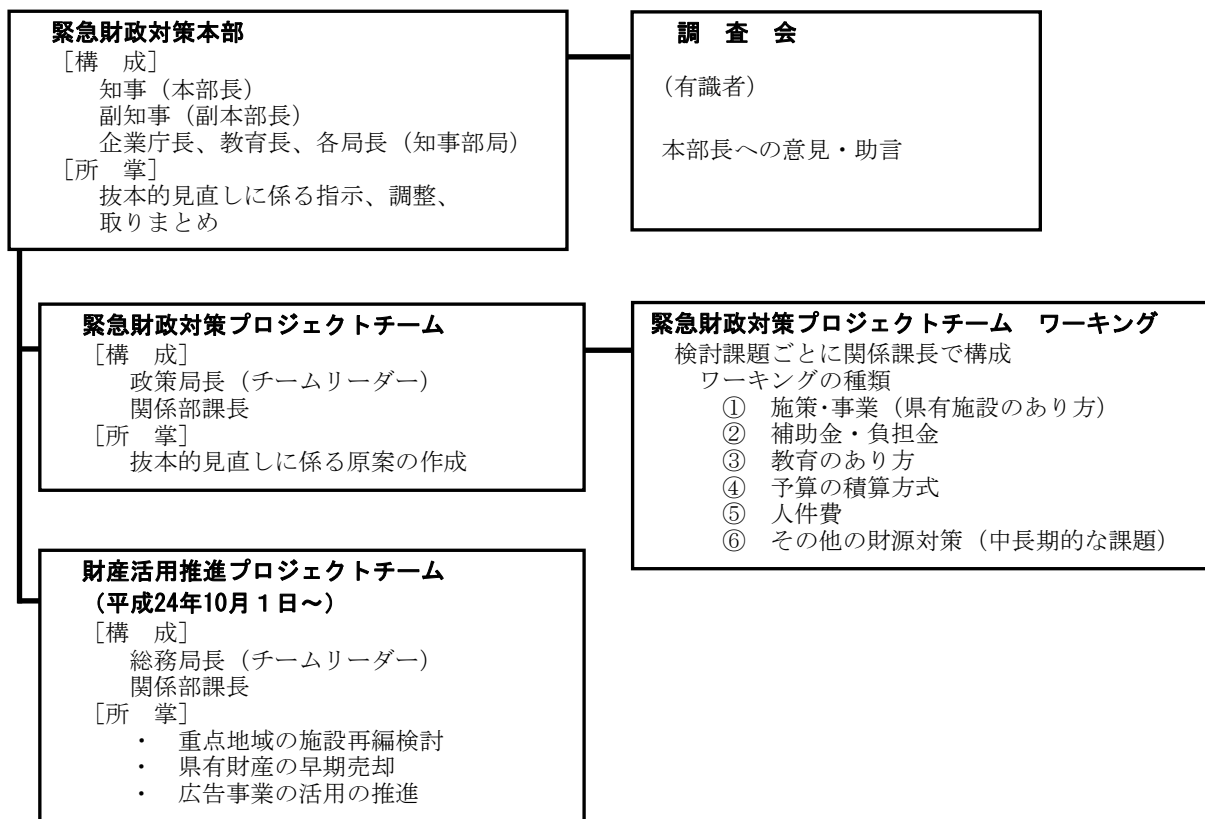 緊急財政対策本部
［構　成］
知事（本部長）
副知事（副本部長）
企業庁長、教育長、各局長（知事部局）
［所　掌］
抜本的見直しに係る指示、調整、
取りまとめ
調　査　会
（有識者）
本部長への意見・助言
緊急財政対策プロジェクトチーム
［構　成］
政策局長（チームリーダー）
関係部課長
［所　掌］
抜本的見直しに係る原案の作成
緊急財政対策プロジェクトチーム　ワーキング
検討課題ごとに関係課長で構成
ワーキングの種類
①　施策・事業（県有施設のあり方）
②　補助金・負担金
③　教育のあり方
④　予算の積算方式
⑤　人件費
⑥　その他の財源対策（中長期的な課題）
財産活用推進プロジェクトチーム
（平成24年10月１日～）
［構　成］
総務局長（チームリーダー）
関係部課長
［所　掌］
・　重点地域の施設再編検討
・　県有財産の早期売却
・　広告事業の活用の推進